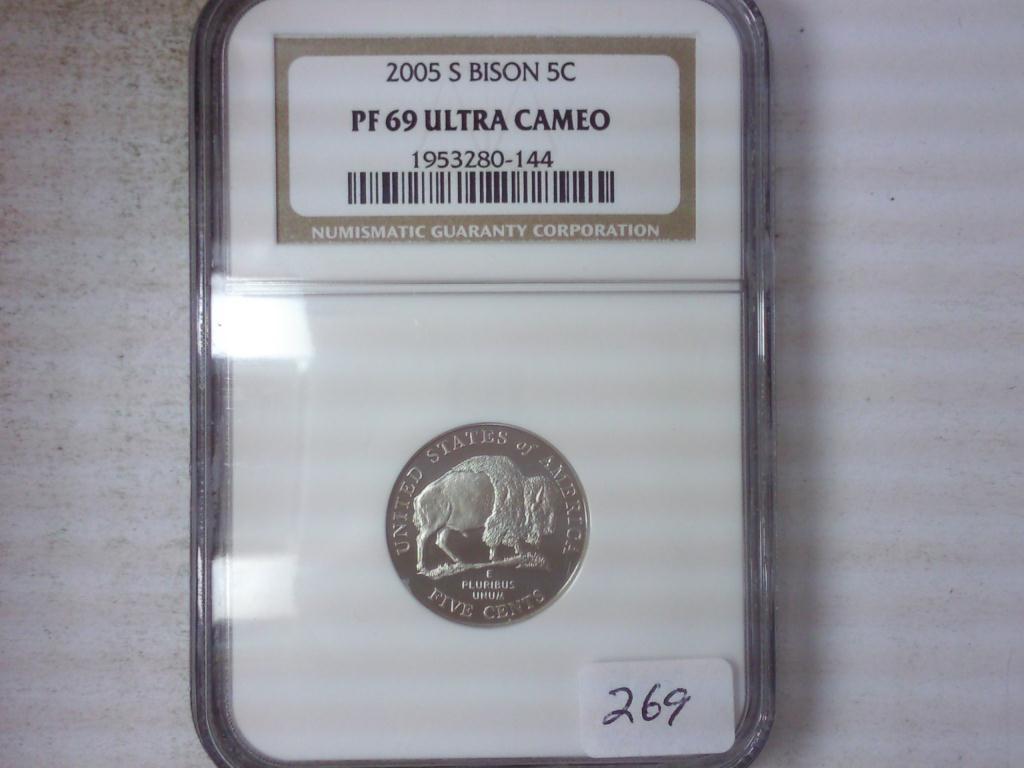 2005 S BISON 5C
PF 69 ULTRA CAMEO
1953280-144
NUMISMATIC GUARANTY CORPORATION
UNITED STATES of AMERICA
E
PLURIBUS
UNUM
FIVE CENTS
269